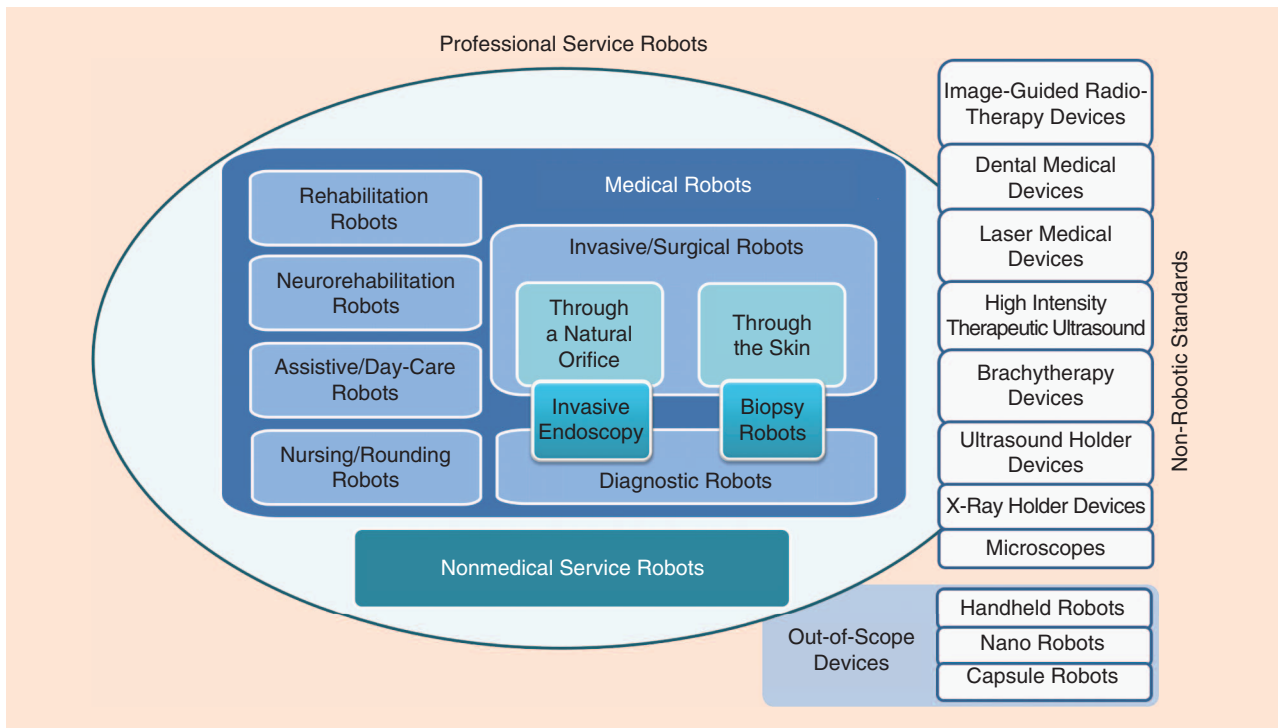 Professional Service Robots
Medical Robots
Rehabilitation
Robots
Neurorehabilitation
Robots
Assistive/Day-Care
Robots
Nursing/Rounding
Robots
Invasive/Surgical Robots
Through
a Natural
Orifice
Through
the Skin
Invasive
Endoscopy
Biopsy
Robots
Diagnostic Robots
Nonmedical Service Robots
Image-Guided Radio-
Therapy Devices
Dental Medical
Devices
Laser Medical
Devices
High Intensity
Therapeutic Ultrasound
Brachytherapy
Devices
Ultrasound Holder
Devices
X-Ray Holder Devices
Microscopes
Non-Robotic Standards
Out-of-Scope
Devices
Handheld Robots
Nano Robots
Capsule Robots